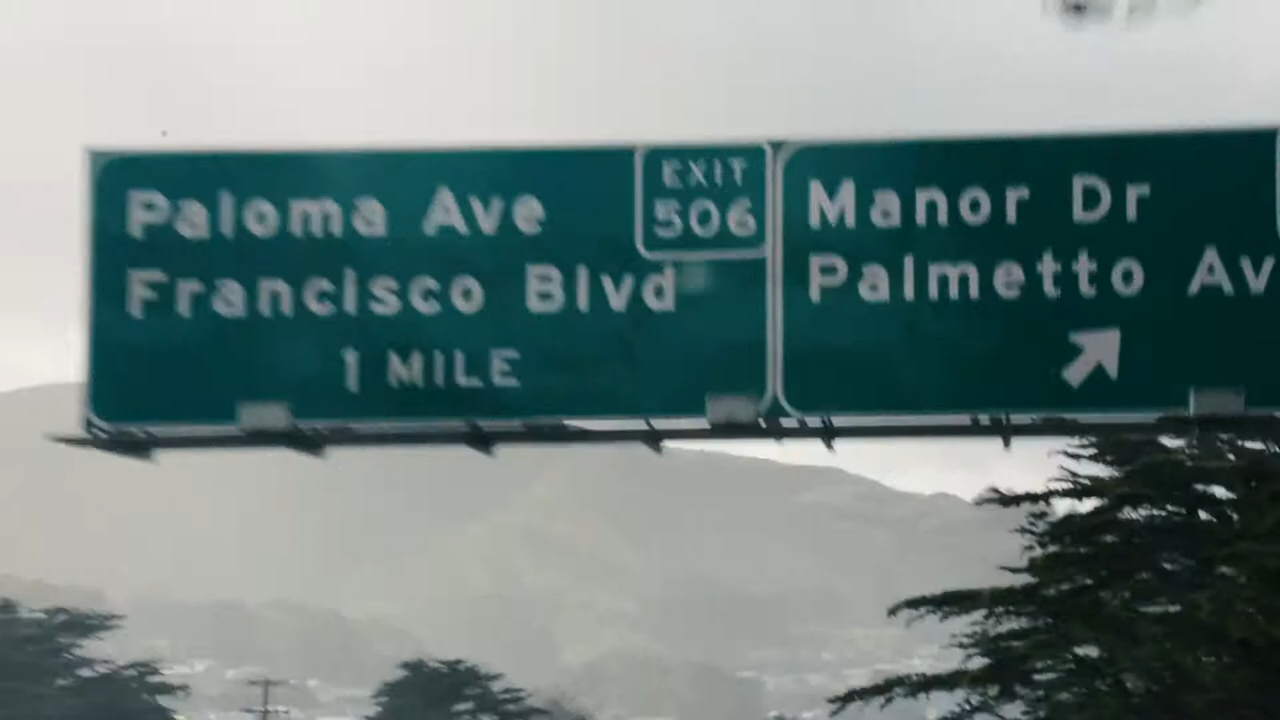 Paloma Ave
Francisco Blvd
1 MILE
EXIT
506
Manor Dr
Palmetto Av